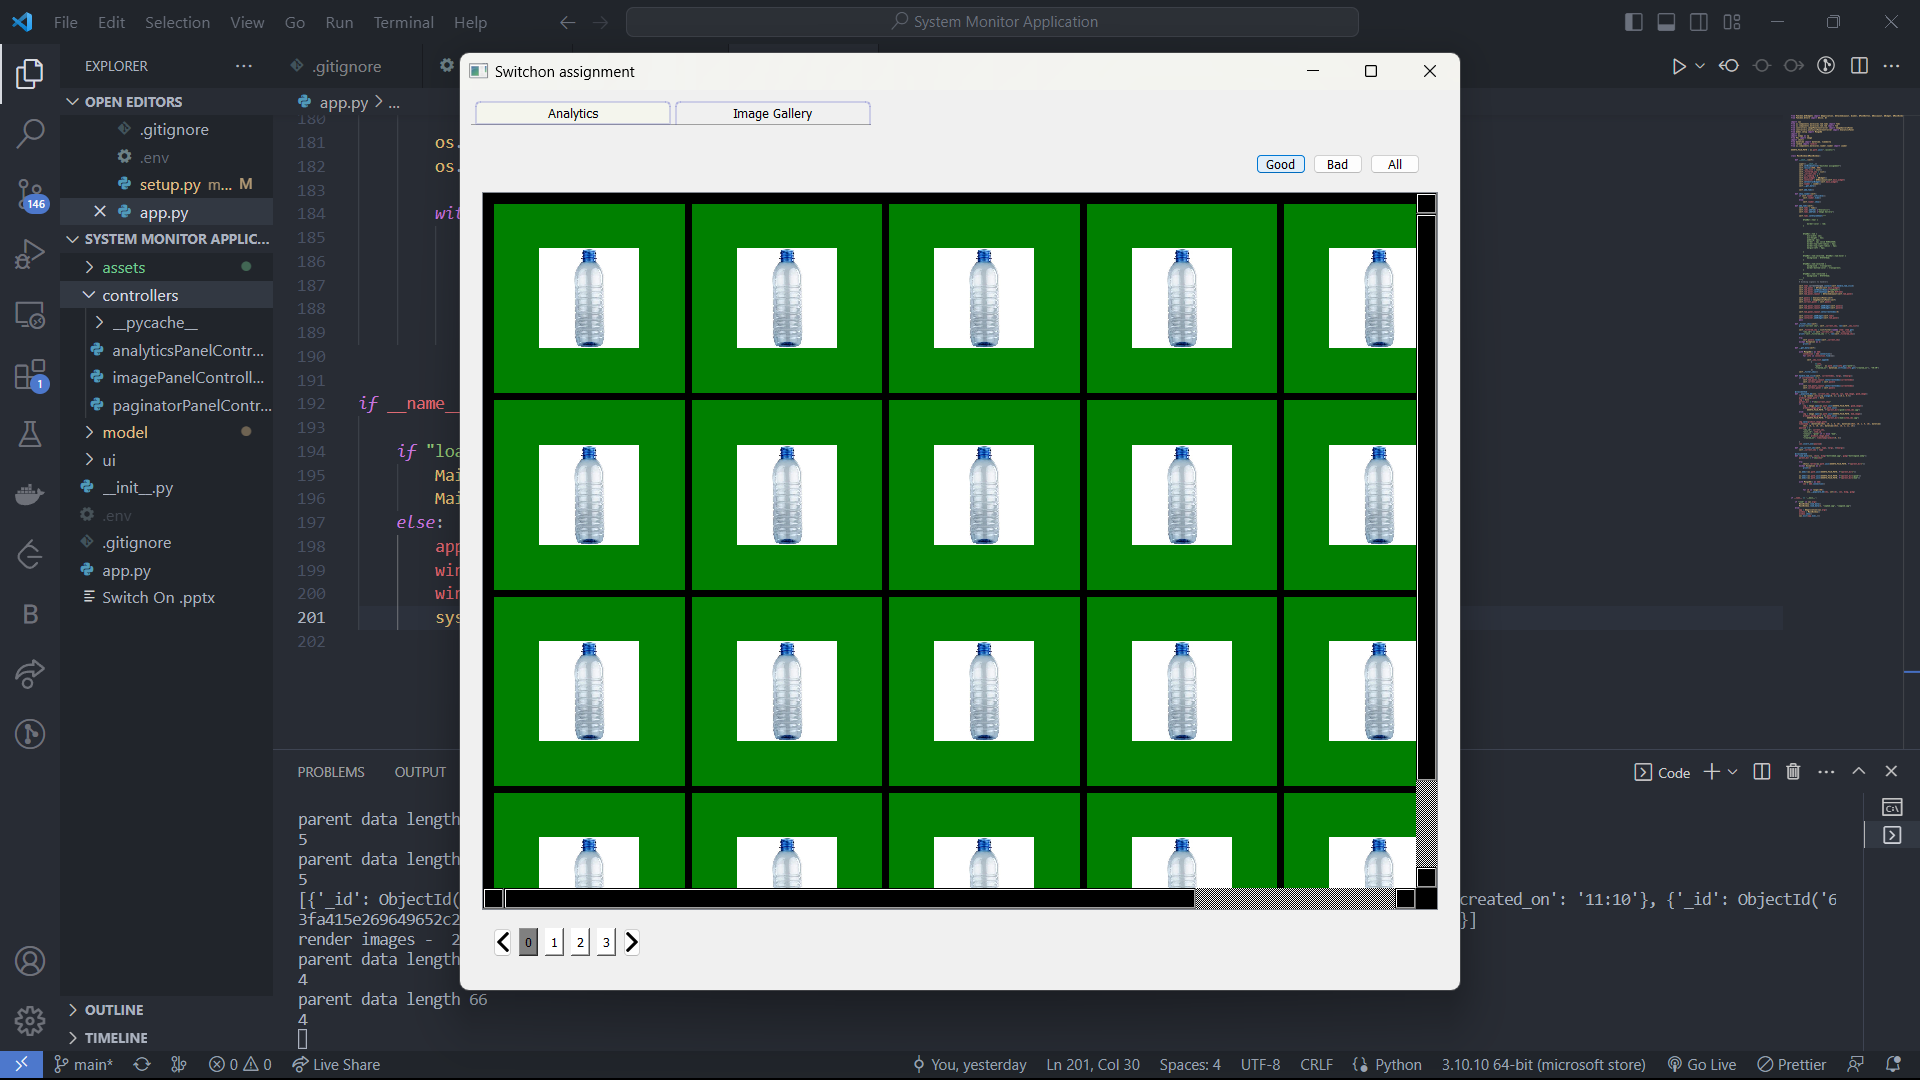 File Edit Selection View Go Run Terminal Help
System Monitor Application
EXPLORER
.gitignore
OPEN EDITORS
.gitignore
.env
setup.py m... M
app.py
SYSTEM MONITOR APPLIC...
assets
controllers
__pycache__
analyticsPanelContr...
imagePanelControll...
paginatorPanelContr...
model
ui
__init__.py
.env
.gitignore
app.py
Switch On .pptx
OUTLINE
TIMELINE
146
1
app.py > ...
180
181 os.
182 os.
183
184 wit
185
186
187
188
189
190
191
192 if __name__
193
194 if "loa
195 Mai
196 Mai
197 else:
198 app
199 win
200 win
201 sys
202
Switchon assignment
Analytics Image Gallery
Good Bad All
0 1 2 3
PROBLEMS OUTPUT
Code
parent data length
5
parent data length
5
[{'_id': ObjectId( created_on': '11:10'}, {'_id': ObjectId('6
3fa415e269649652c2 }]
render images - 2
parent data length
4
parent data length 66
4
main* 0 0 Live Share
You, yesterday Ln 201, Col 30 Spaces: 4 UTF-8 CRLF Python 3.10.10 64-bit (microsoft store) Go Live Prettier